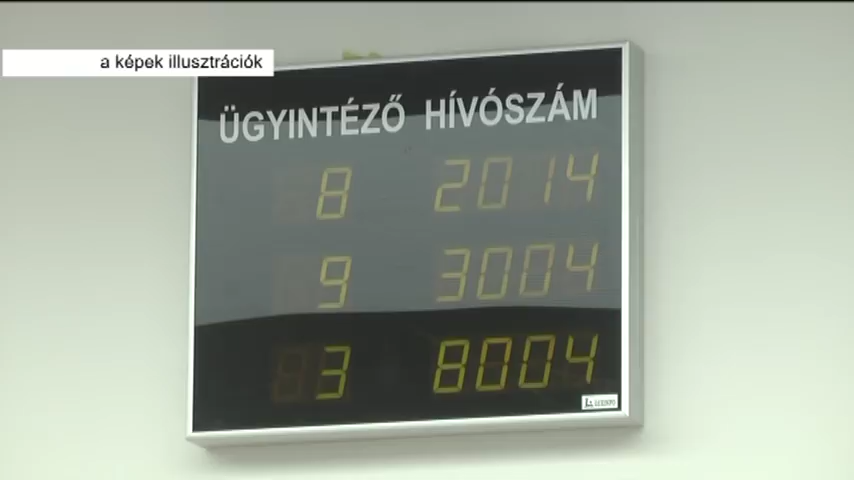 a képek illusztrációk
ÜGYINTÉZŐ HÍVÓSZÁM
8 2014
9 3004
3 8004